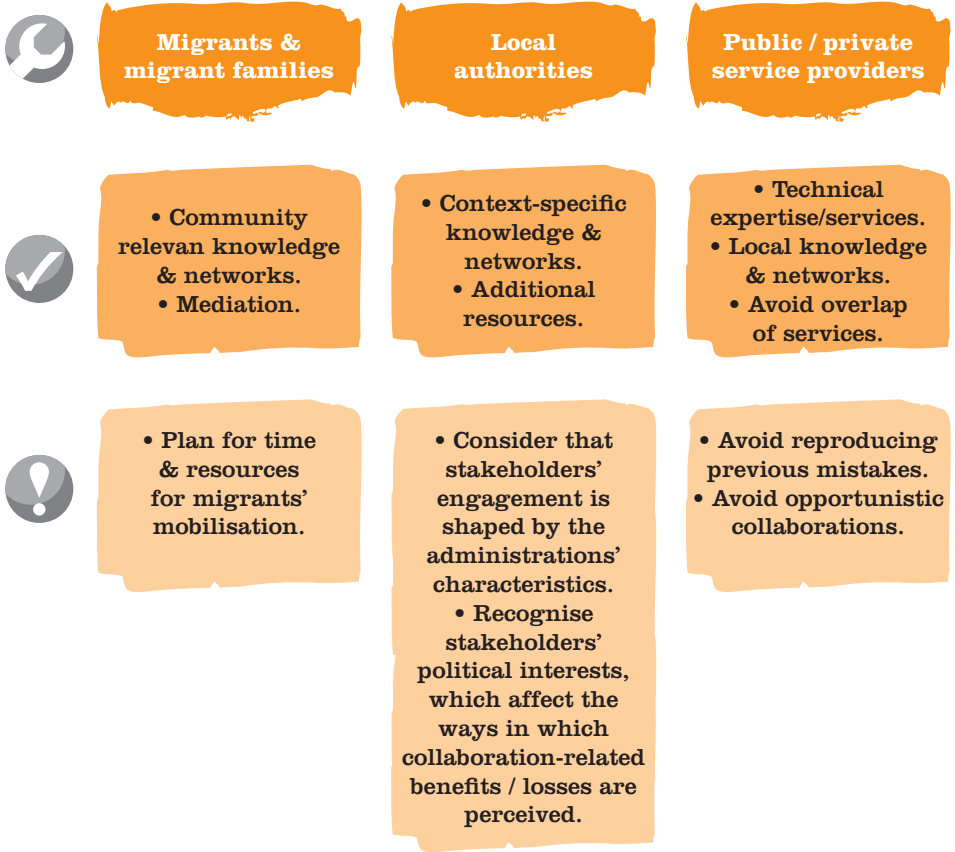 Migrants &
migrant families
Local
authorities
Public / private
service providers
• Community
relevan knowledge
& networks.
• Mediation.
• Context-specific
knowledge &
networks.
• Additional
resources.
• Technical
expertise/services.
• Local knowledge
& networks.
• Avoid overlap
of services.
• Plan for time
& resources
for migrants’
mobilisation.
• Consider that
stakeholders’
engagement is
shaped by the
administrations’
characteristics.
• Recognise
stakeholders’
political interests,
which affect the
ways in which
collaboration-related
benefits / losses are
perceived.
• Avoid reproducing
previous mistakes.
• Avoid opportunistic
collaborations.